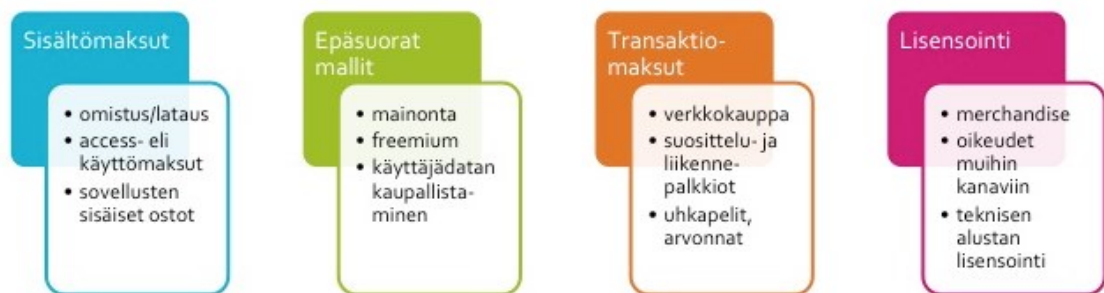 Sisältömaksut
• omistus/lataus
• access- eli
käyttömaksut
• sovellusten
sisäiset ostot
Epäsuorat
mallit
• mainonta
• freemium
• käyttäjädatan
kaupallista-
minen
Transaktio-
maksut
• verkkokauppa
• suosittelu- ja
liikenne-
palkkiot
• uhkapelit,
arvonnat
Lisensointi
• merchandise
• oikeudet
muihin
kanaviin
• teknisen
alustan
lisensointi